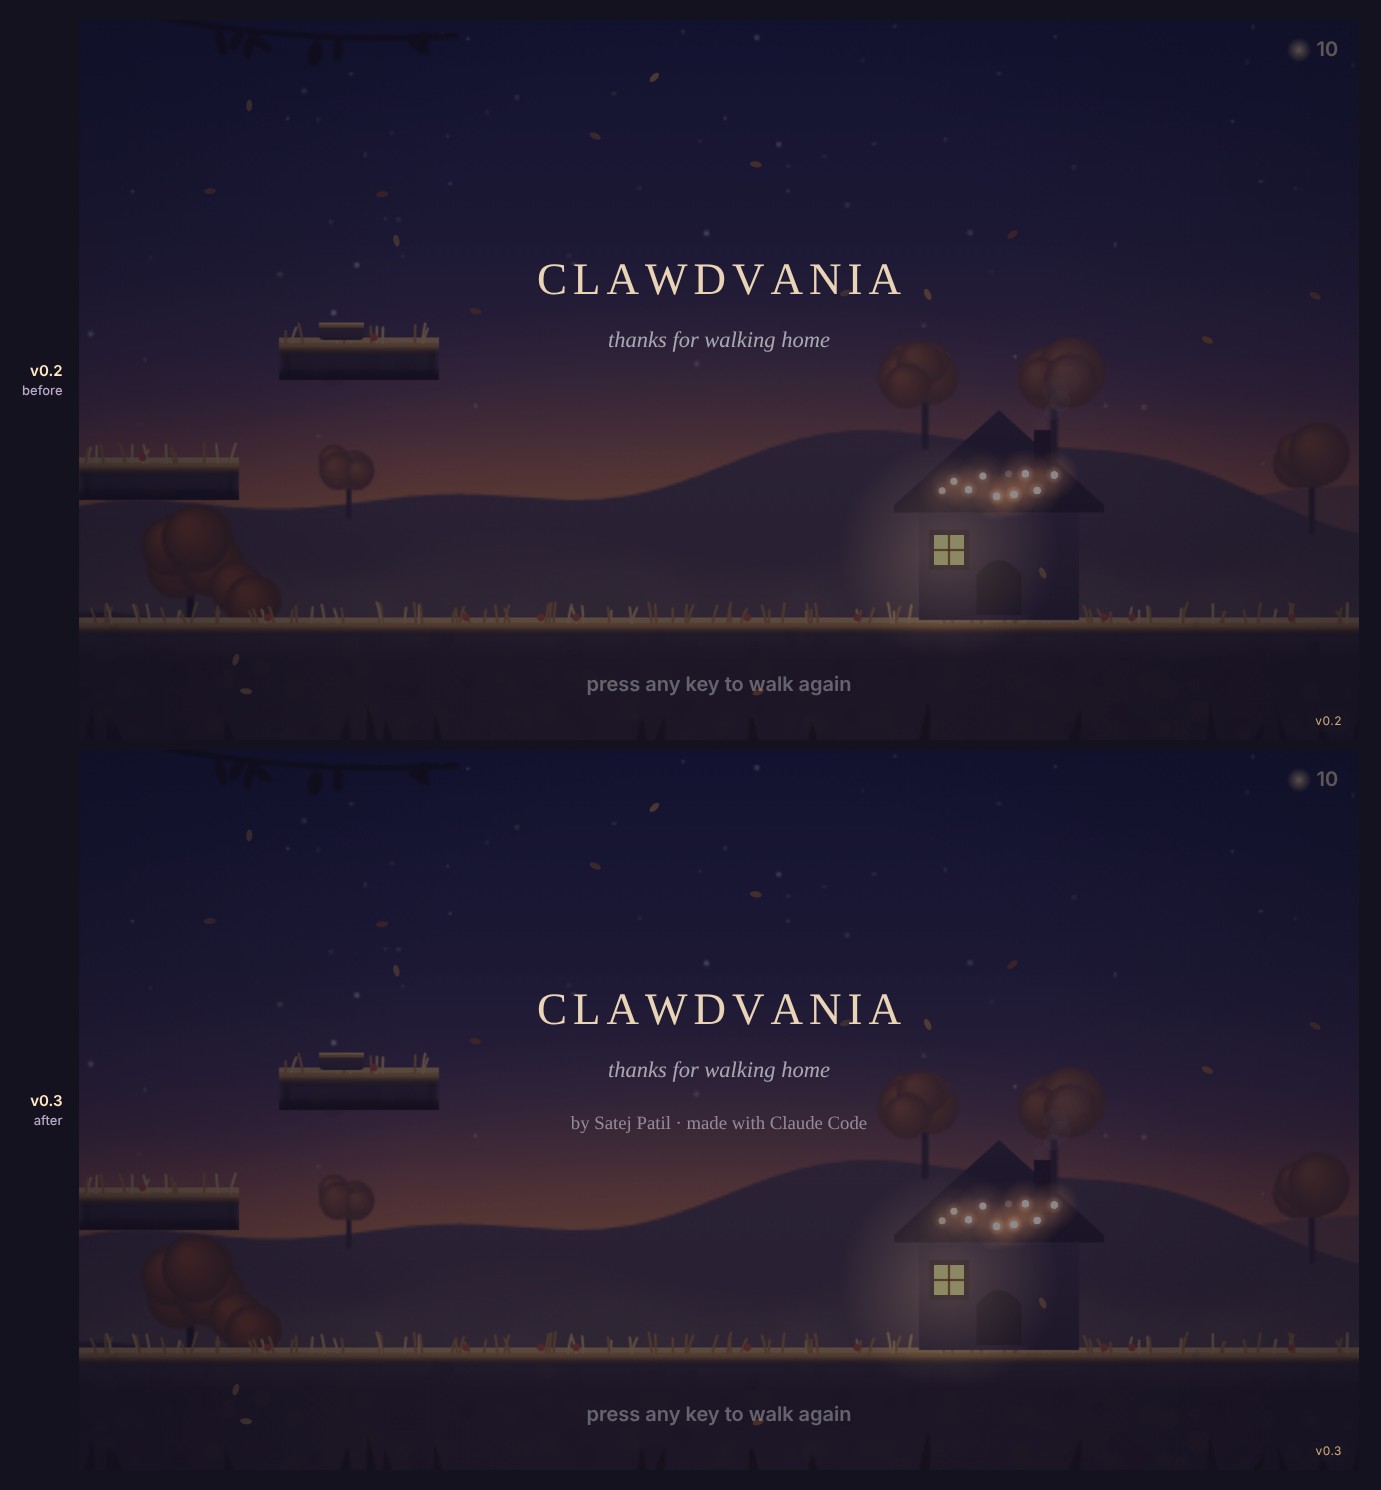 10
CLAWDVANIA
thanks for walking home
v0.2
before
press any key to walk again
v0.2
10
CLAWDVANIA
thanks for walking home
v0.3
after
by Satej Patil · made with Claude Code
press any key to walk again
v0.3